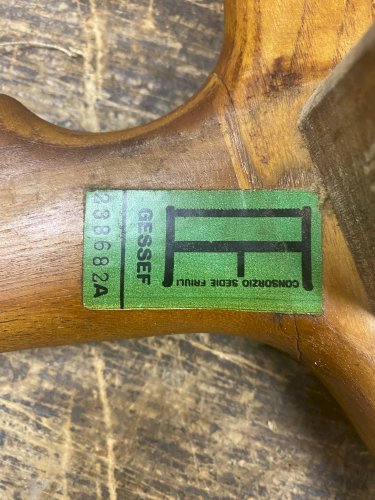 CONSORZIO SEDIE FRIULI
GESSEF
238682A